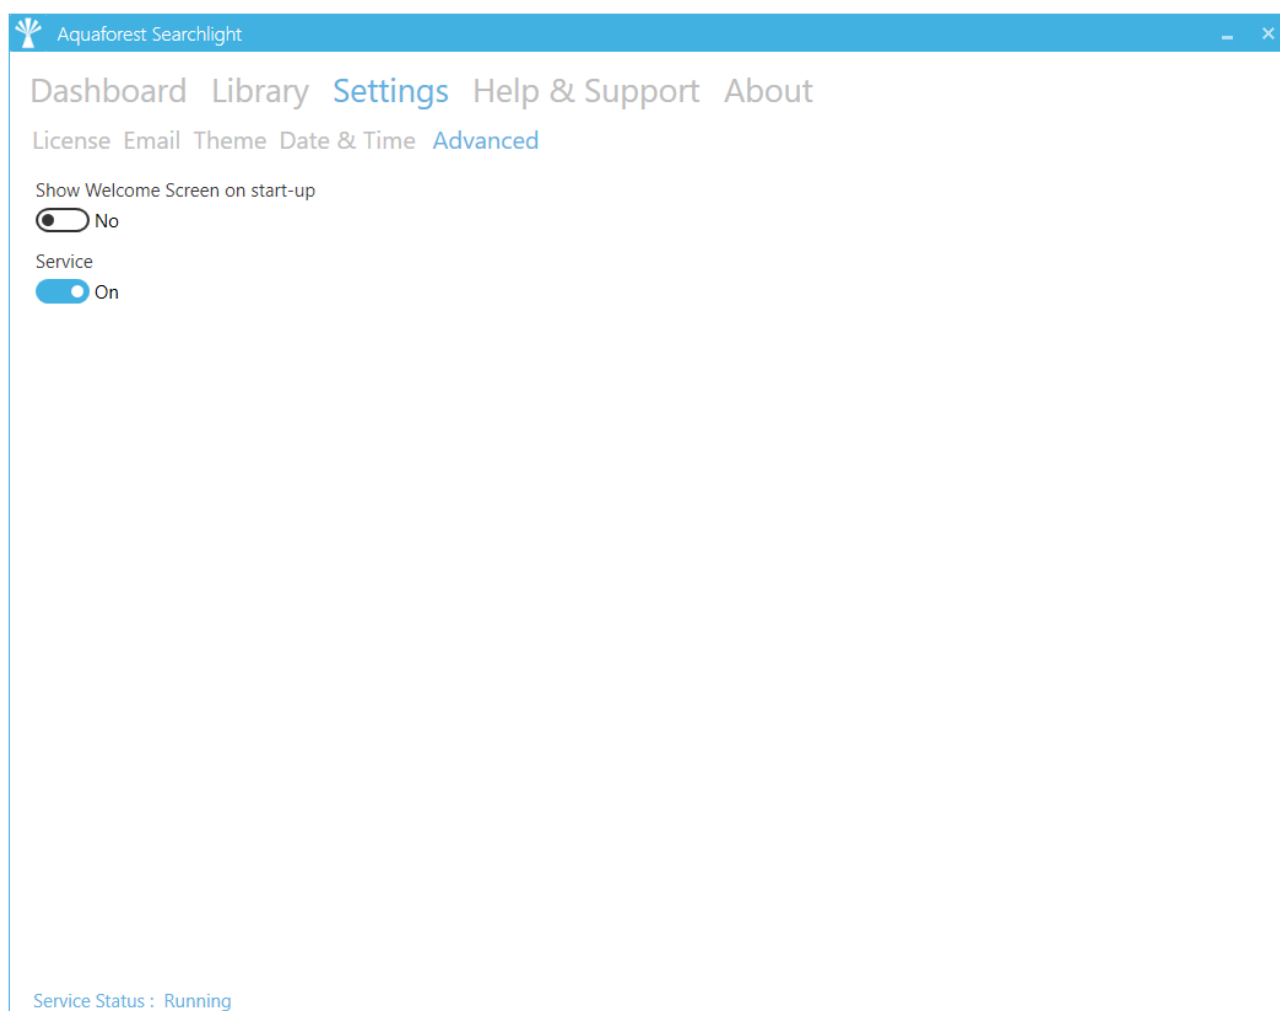 Aquaforest Searchlight
Dashboard Library Settings Help & Support About
License Email Theme Date & Time Advanced
Show Welcome Screen on start-up
No
Service
On
Service Status : Running